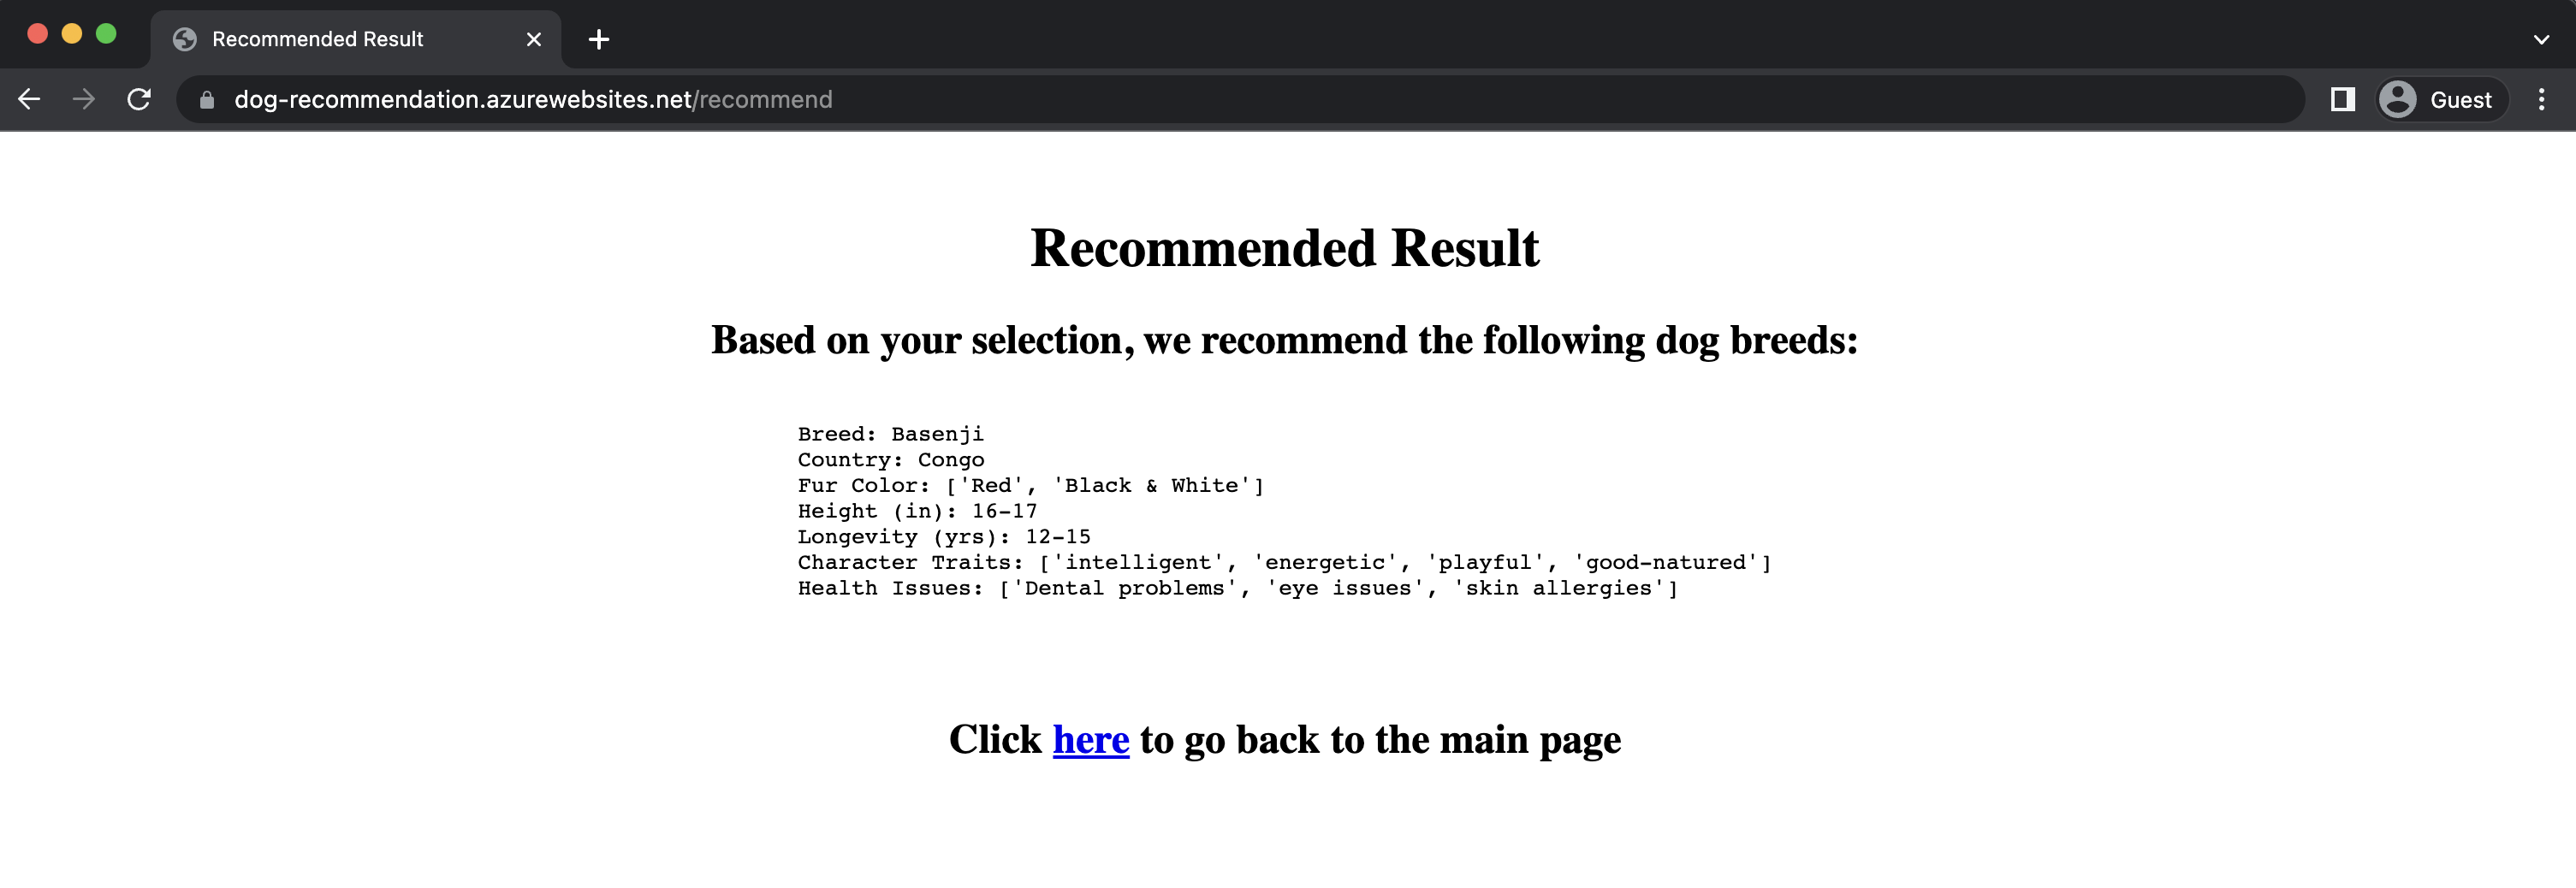 Recommended Result
dog-recommendation.azurewebsites.net/recommend
Guest
Recommended Result
Based on your selection, we recommend the following dog breeds:
Breed: Basenji
Country: Congo
Fur Color: ['Red', 'Black & White']
Height (in): 16-17
Longevity (yrs): 12-15
Character Traits: ['intelligent', 'energetic', 'playful', 'good-natured']
Health Issues: ['Dental problems', 'eye issues', 'skin allergies']
Click here to go back to the main page